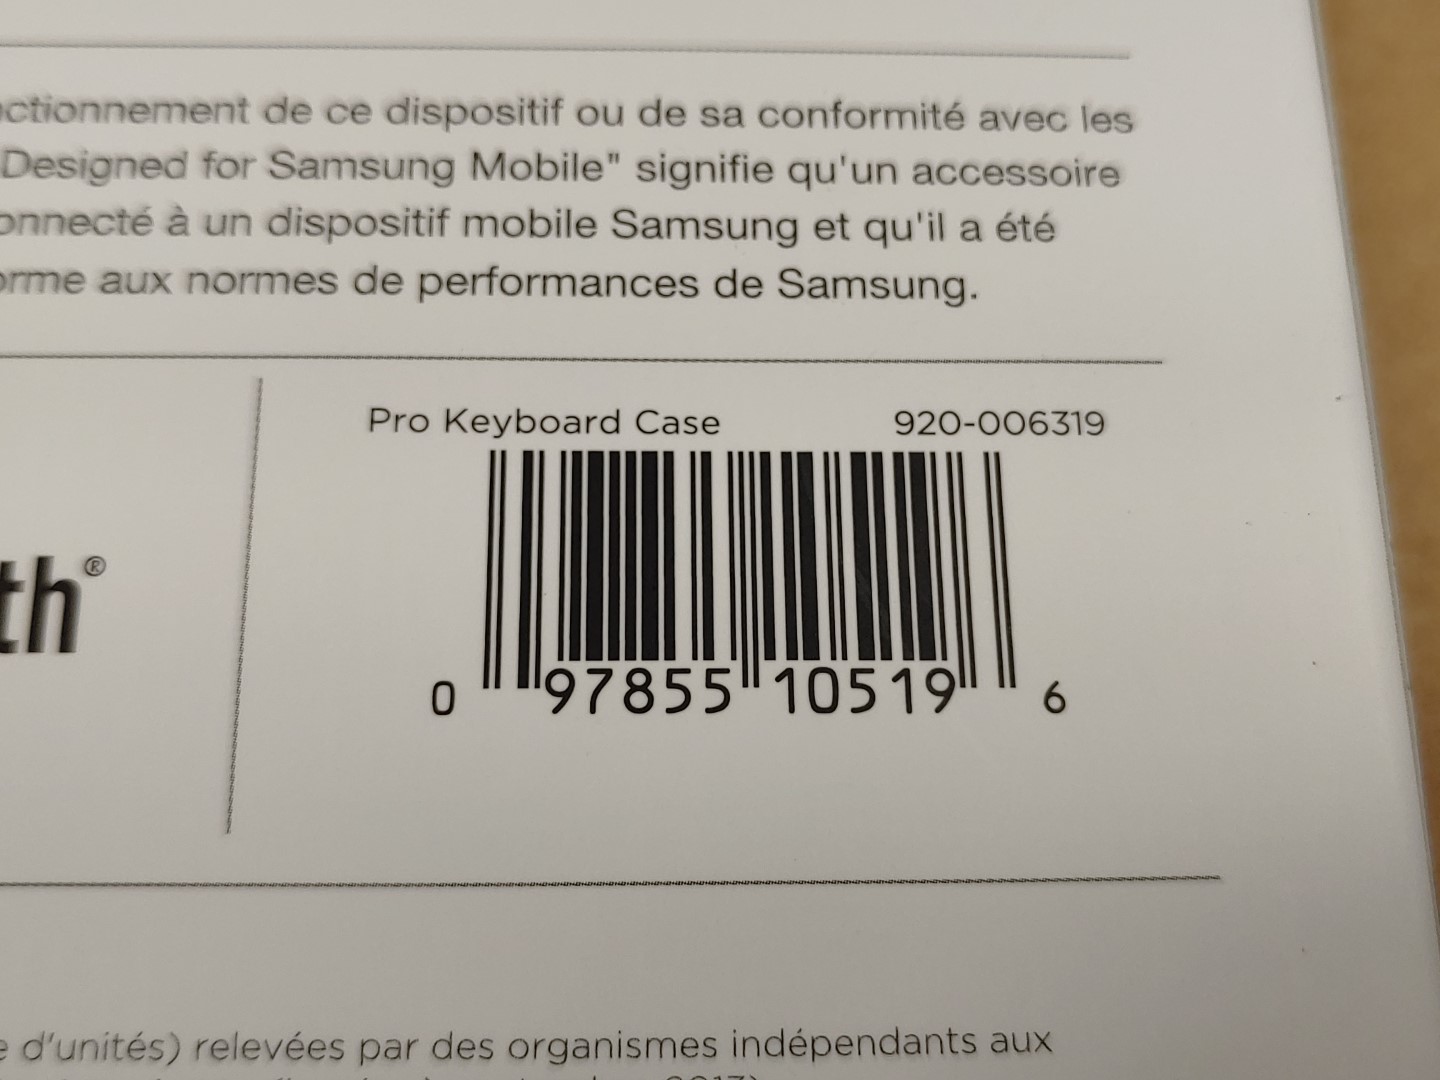 ctionnement de ce dispositif ou de sa conformité avec les
Designed for Samsung Mobile" signifie qu'un accessoire
onnecté à un dispositif mobile Samsung et qu'il a été
orme aux normes de performances de Samsung.
Pro Keyboard Case 920-006319
th®
0 97855 10519 6
e d'unités) relevées par des organismes indépendants aux